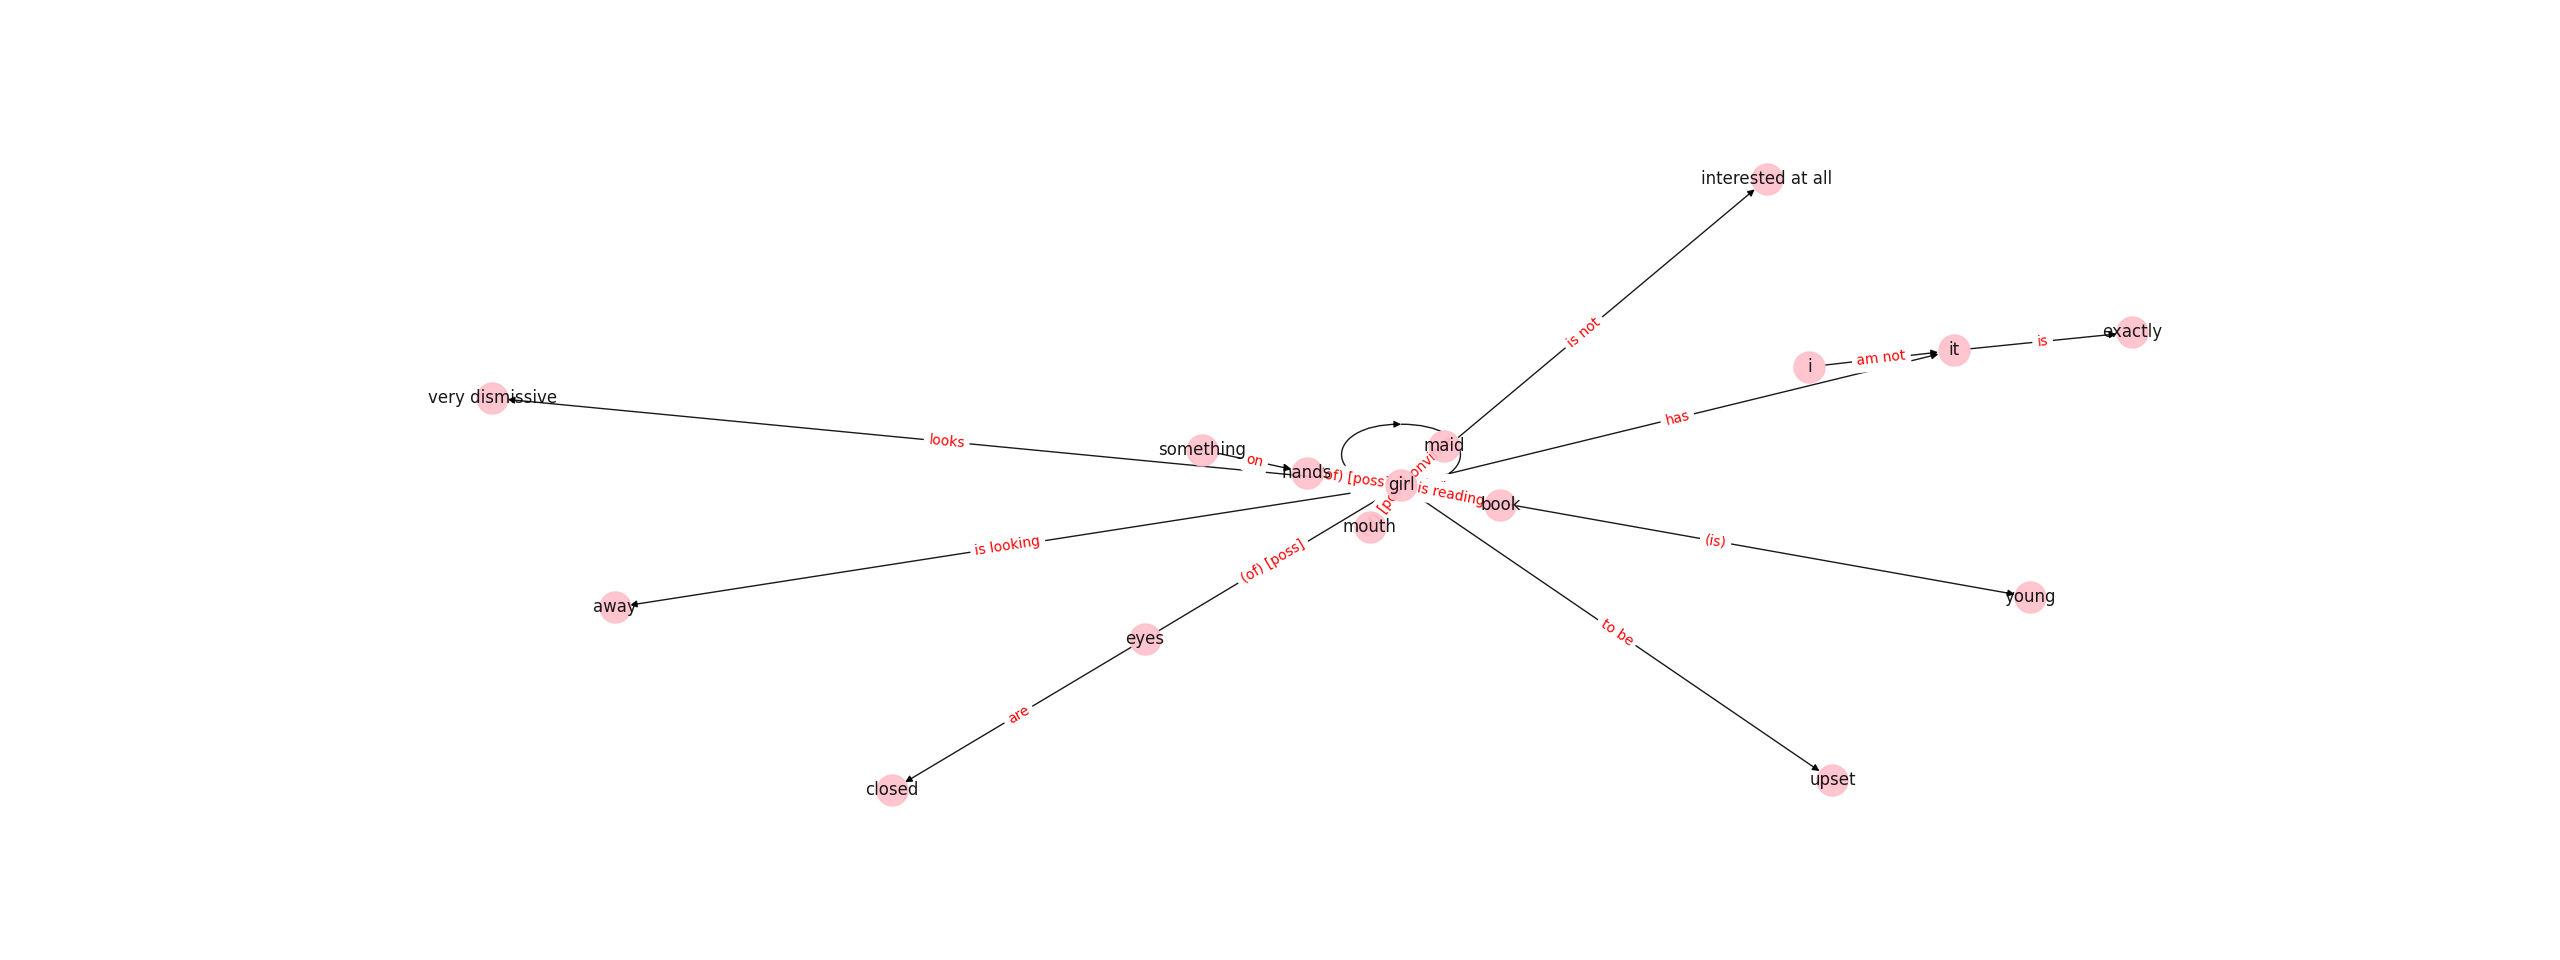 interested at all
is not
exactly
is
it
am not
i
has
very dismissive
looks
something
on
hands
maid
(of) [poss]
girl
is reading
book
mouth
is looking
(of) [poss]
(is)
young
away
eyes
to be
are
upset
closed